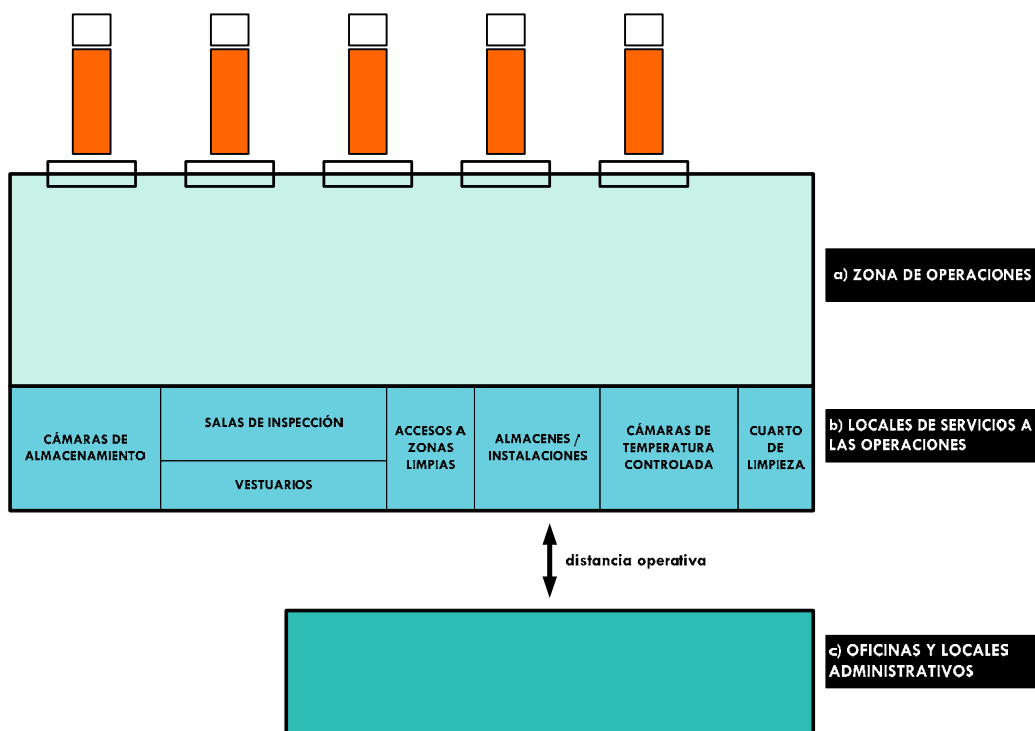 a) ZONA DE OPERACIONES
CÁMARAS DE
ALMACENAMIENTO
SALAS DE INSPECCIÓN
VESTUARIOS
ACCESOS A
ZONAS
LIMPIAS
ALMACENES /
INSTALACIONES
CÁMARAS DE
TEMPERATURA
CONTROLADA
CUARTO
DE
LIMPIEZA
b) LOCALES DE SERVICIOS A
LAS OPERACIONES
distancia operativa
c) OFICINAS Y LOCALES
ADMINISTRATIVOS